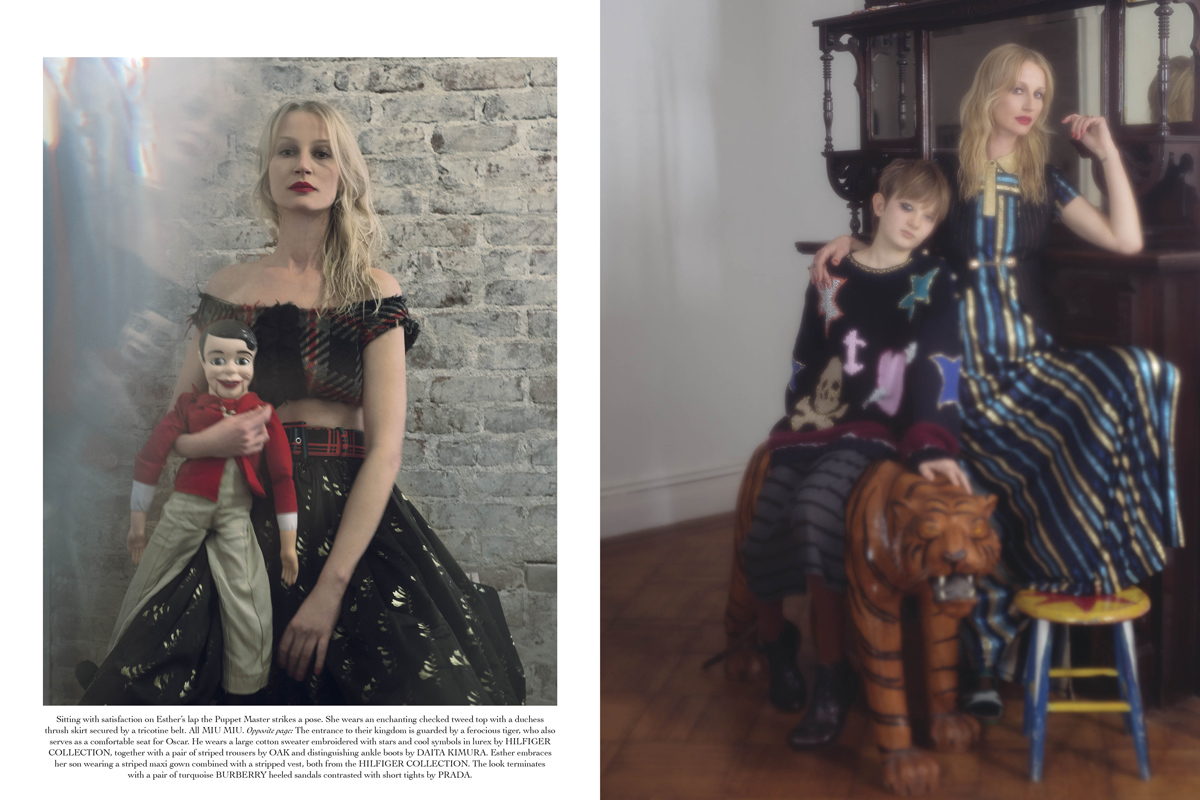 Sitting with satisfaction on Esther's lap the Puppet Master strikes a pose. She wears an enchanting checked tweed top with a duchess
thrush skirt secured by a tricotine belt. All MIU MIU. Opposite page: The entrance to their kingdom is guarded by a ferocious tiger, who also
serves as a comfortable seat for Oscar. He wears a large cotton sweater embroidered with stars and cool symbols in lurex by HILFIGER
COLLECTION, together with a pair of striped trousers by OAK and distinguishing ankle boots by DAITA KIMURA. Esther embraces
her son wearing a striped maxi gown combined with a stripped vest, both from the HILFIGER COLLECTION. The look terminates
with a pair of turquoise BURBERRY heeled sandals contrasted with short tights by PRADA.